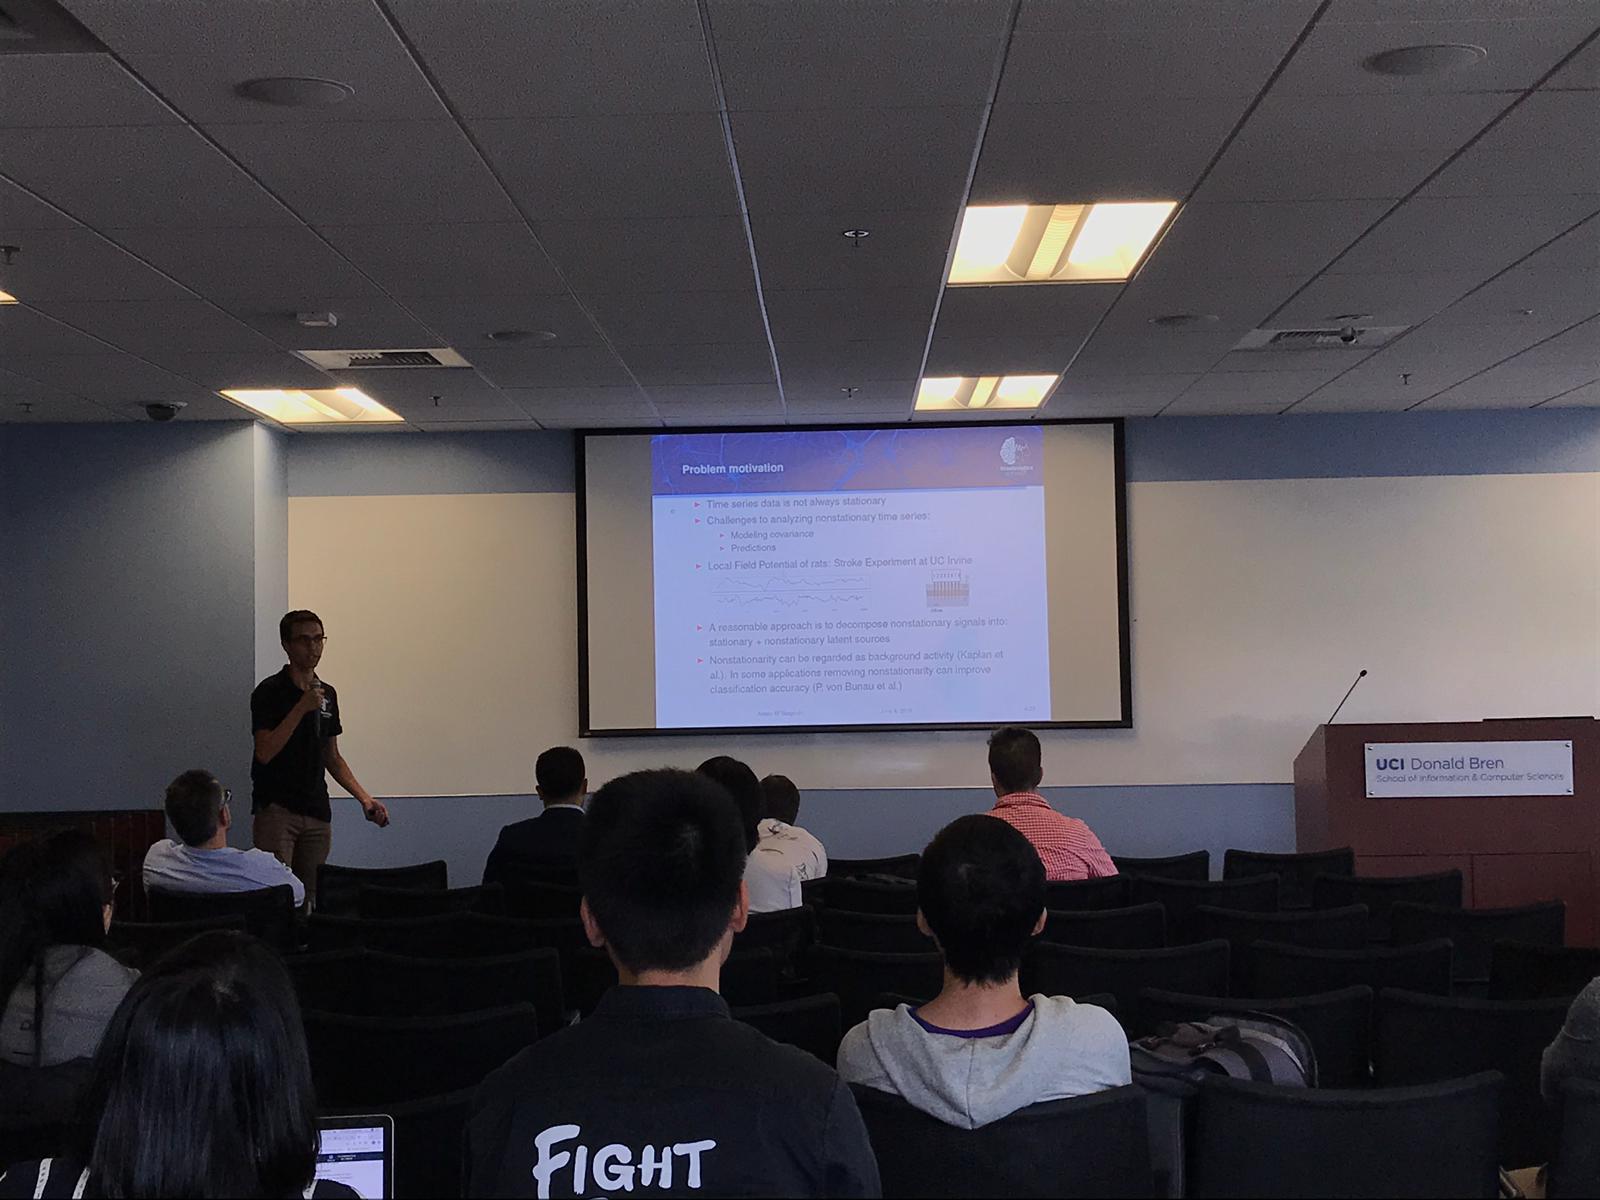 Problem motivation
Time series data is not always stationary
Challenges to analyzing nonstationary time series:
Modeling covariance
Predictions
Local Field Potential of rats: Stroke Experiment at UC Irvine
A reasonable approach is to decompose nonstationary signals into:
stationary + nonstationary latent sources
Nonstationarity can be regarded as background activity (Kaplan et
al.). In some applications removing nonstationarity can improve
classification accuracy (P. von Bunau et al.)
UCI Donald Bren
School of Information & Computer Sciences
FIGHT